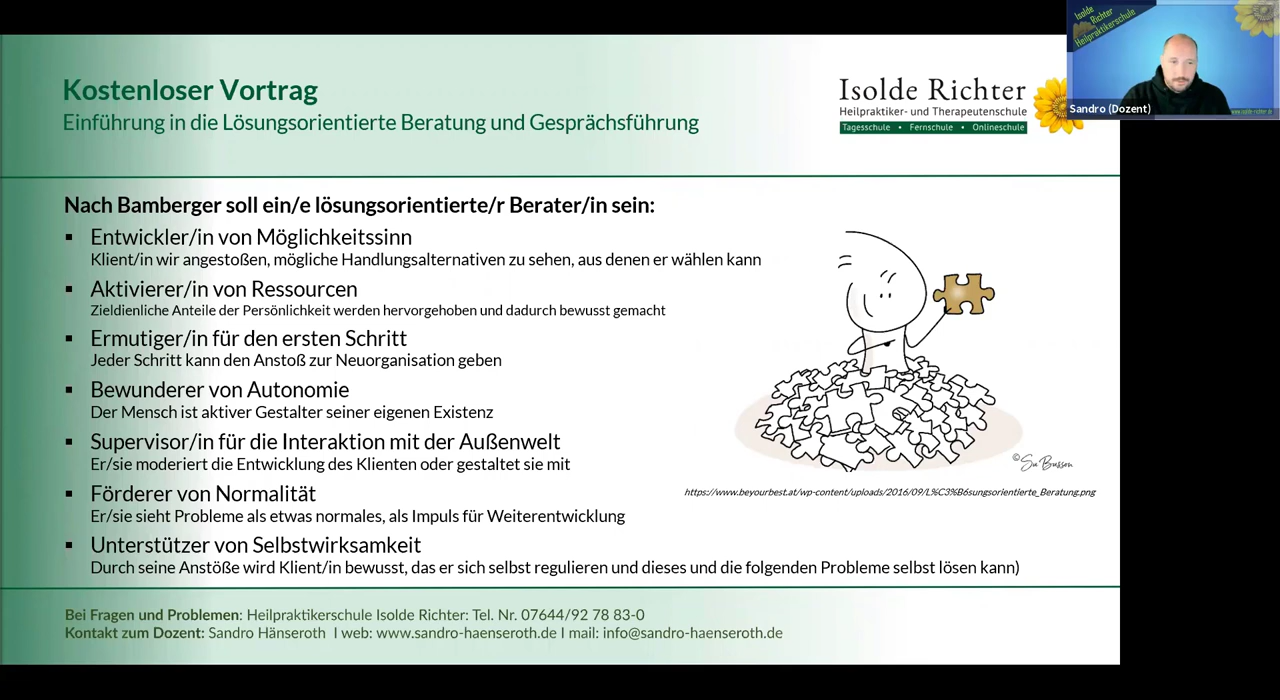 Kostenloser Vortrag
Einführung in die Lösungsorientierte Beratung und Gesprächsführung
Isolde Richter
Heilpraktiker- und Therapeutenschule
Tagesschule • Fernschule • Onlineschule
Isolde
Richter
Heilpraktikerschule
Sandro (Dozent)
www.isolde-richter.de
Nach Bamberger soll ein/e lösungsorientierte/r Berater/in sein:
▪ Entwickler/in von Möglichkeitssinn
Klient/in wir angestoßen, mögliche Handlungsalternativen zu sehen, aus denen er wählen kann
▪ Aktivierer/in von Ressourcen
Zieldienliche Anteile der Persönlichkeit werden hervorgehoben und dadurch bewusst gemacht
▪ Ermutiger/in für den ersten Schritt
Jeder Schritt kann den Anstoß zur Neuorganisation geben
▪ Bewunderer von Autonomie
Der Mensch ist aktiver Gestalter seiner eigenen Existenz
▪ Supervisor/in für die Interaktion mit der Außenwelt
Er/sie moderiert die Entwicklung des Klienten oder gestaltet sie mit
▪ Förderer von Normalität
Er/sie sieht Probleme als etwas normales, als Impuls für Weiterentwicklung
▪ Unterstützer von Selbstwirksamkeit
Durch seine Anstöße wird Klient/in bewusst, das er sich selbst regulieren und dieses und die folgenden Probleme selbst lösen kann)
© Su Busson
https://www.beyourbest.at/wp-content/uploads/2016/09/L%C3%B6sungsorientierte_Beratung.png
Bei Fragen und Problemen: Heilpraktikerschule Isolde Richter: Tel. Nr. 07644/92 78 83-0
Kontakt zum Dozent: Sandro Hänseroth I web: www.sandro-haenseroth.de I mail: info@sandro-haenseroth.de